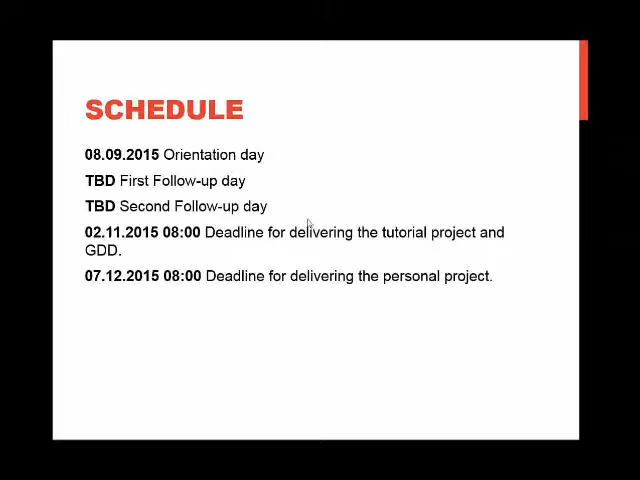 SCHEDULE
08.09.2015 Orientation day
TBD First Follow-up day
TBD Second Follow-up day
02.11.2015 08:00 Deadline for delivering the tutorial project and
GDD.
07.12.2015 08:00 Deadline for delivering the personal project.